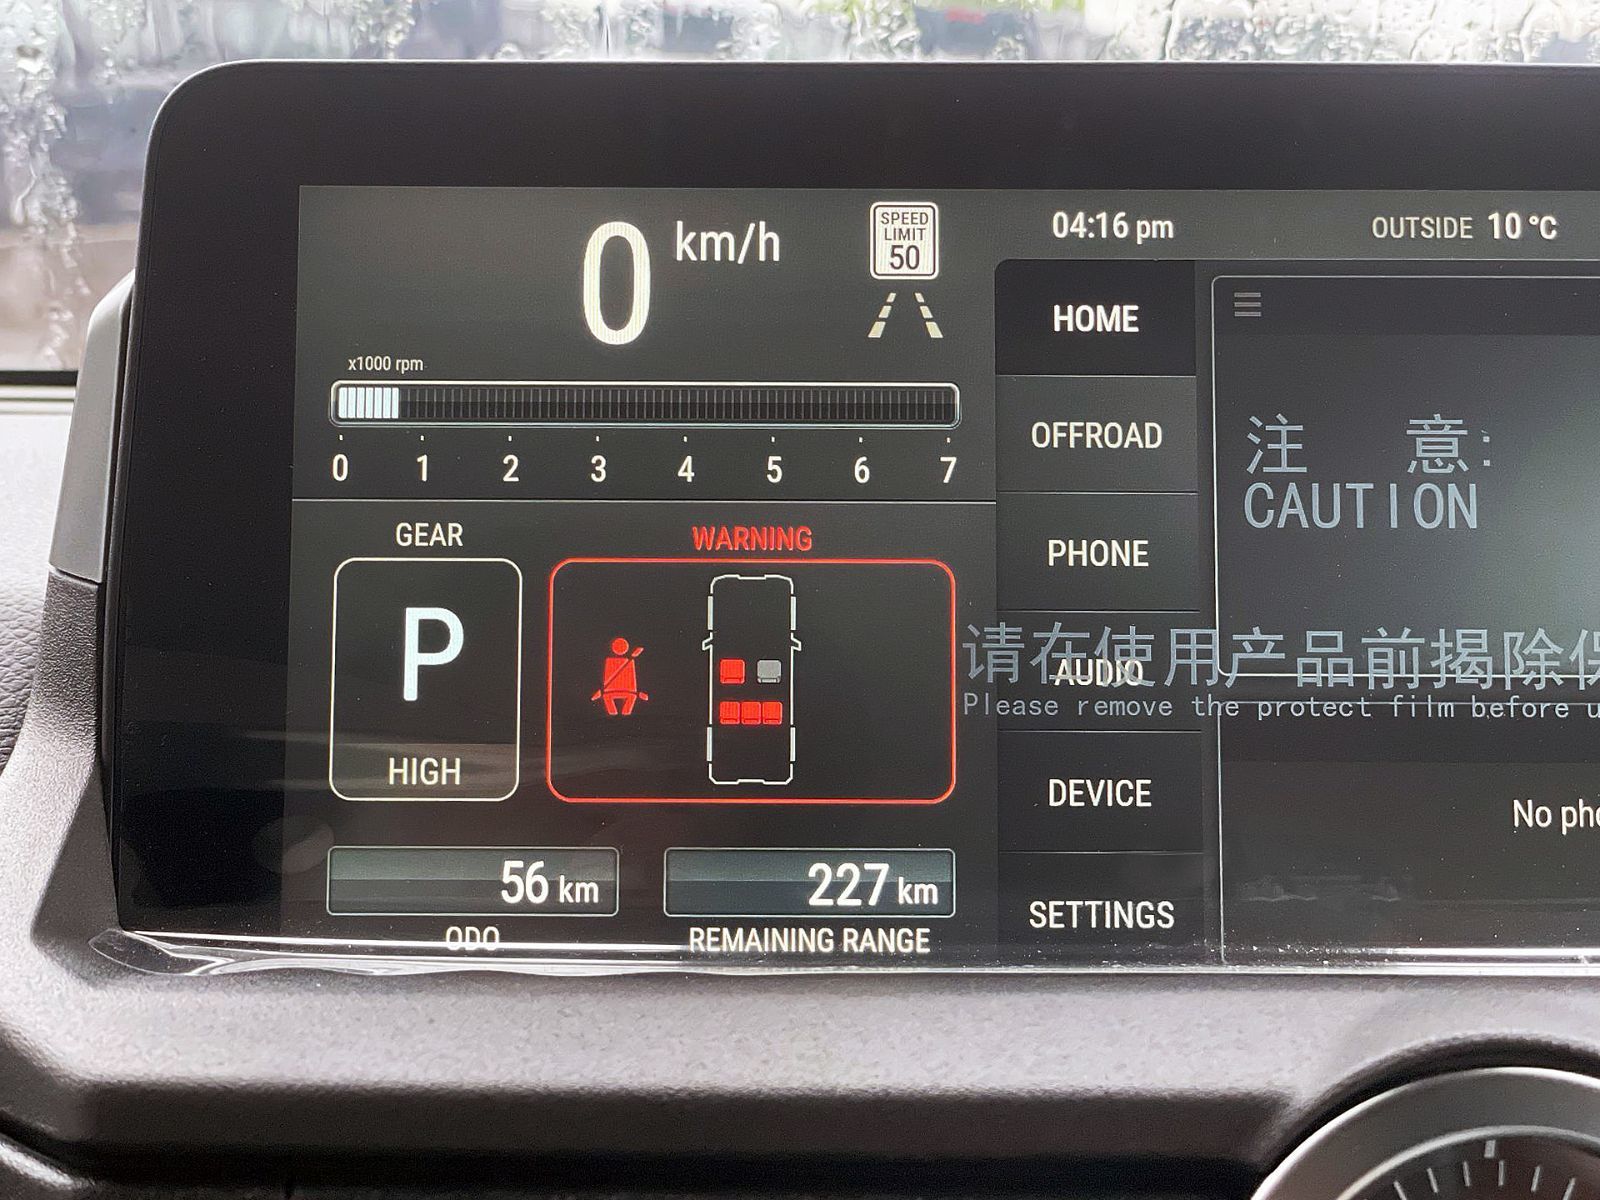 0 km/h
SPEED
LIMIT
50
04:16 pm
OUTSIDE 10 °C
x1000 rpm
0 1 2 3 4 5 6 7
GEAR
P
HIGH
WARNING
56 km
ODO
227 km
REMAINING RANGE
HOME
OFFROAD
PHONE
AUDIO
DEVICE
SETTINGS
注 意:
CAUTION
请在使用产品前揭除保
Please remove the protect film before
No